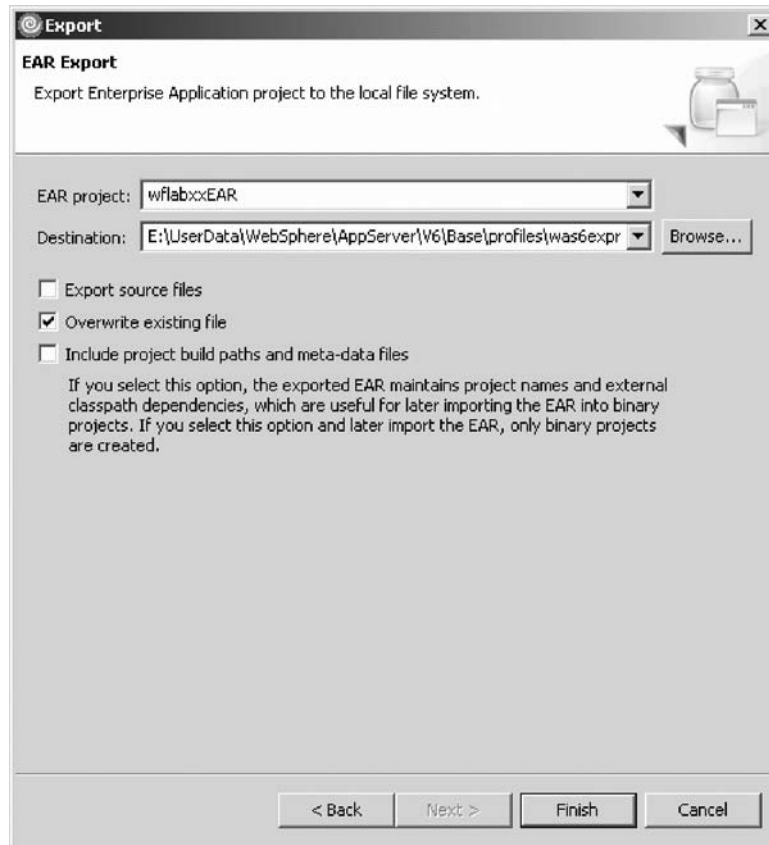 Export
EAR Export
Export Enterprise Application project to the local file system.
EAR project: wflabxxEAR
Destination: E:\UserData\WebSphere\AppServer\V6\Base\profiles\was6expr Browse...
Export source files
Overwrite existing file
Include project build paths and meta-data files
If you select this option, the exported EAR maintains project names and external
classpath dependencies, which are useful for later importing the EAR into binary
projects. If you select this option and later import the EAR, only binary projects
are created.
< Back Next > Finish Cancel